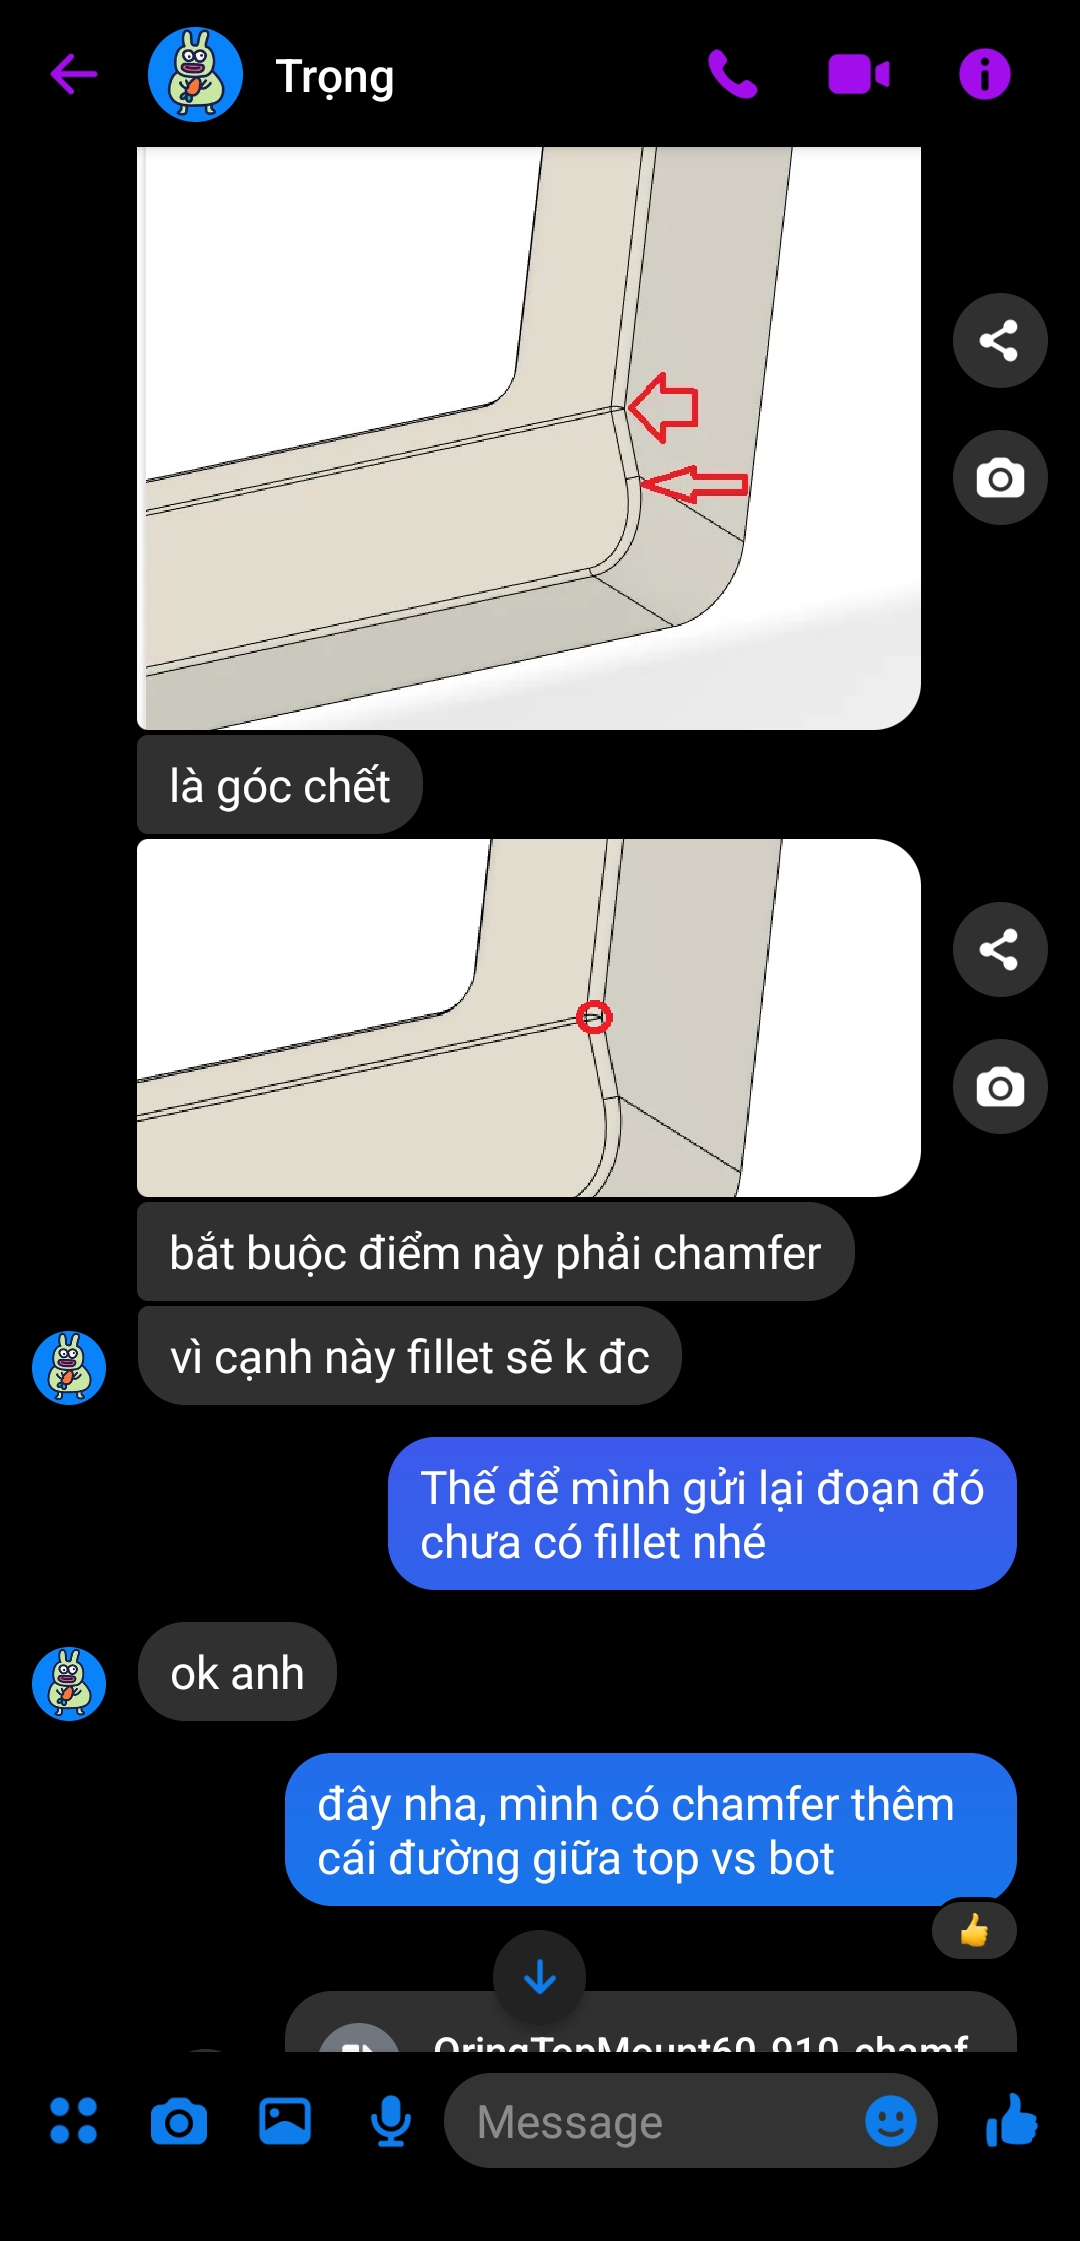 Trọng
là góc chết
bắt buộc điểm này phải chamfer
vì cạnh này fillet sẽ k đc
Thế để mình gửi lại đoạn đó
chưa có fillet nhé
ok anh
đây nha, mình có chamfer thêm
cái đường giữa top vs bot
OringTopMount60-910-chamf
Message